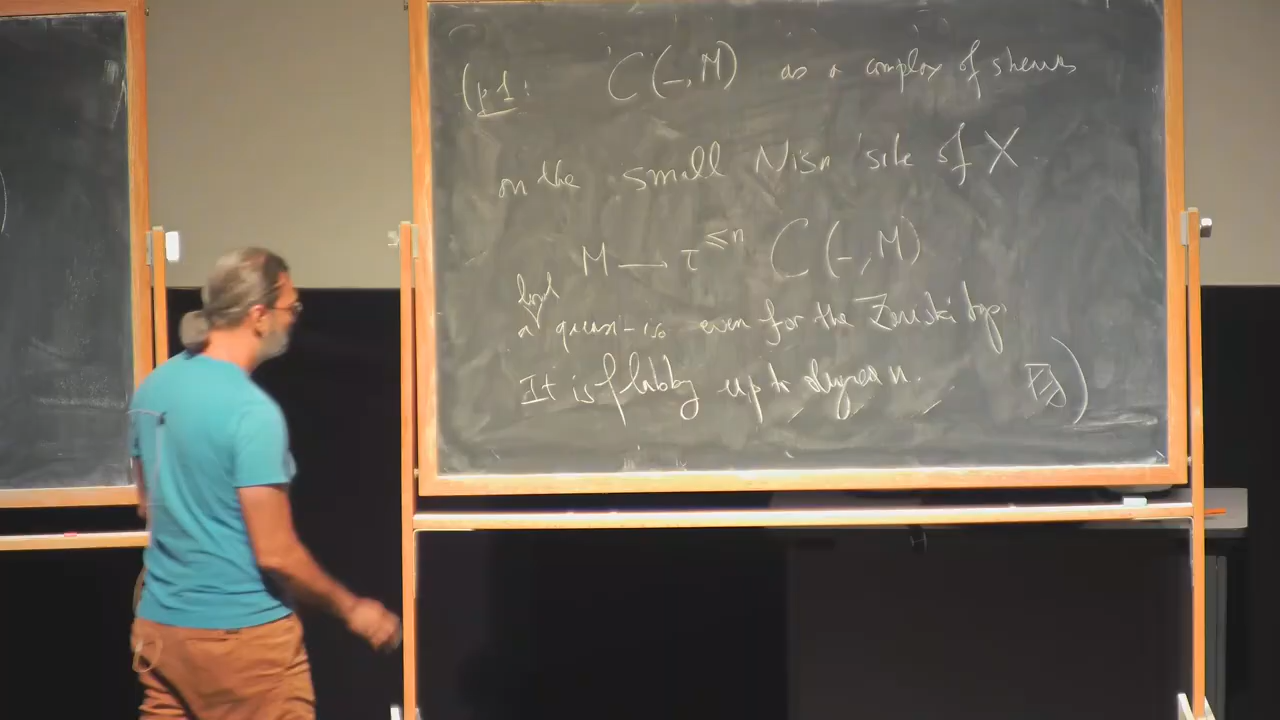 C(-, M) as a complex of sheaves
on the small Nisn site of X
M → τ^{≤n} C(-, M)
a quasi-iso even for the Zariski top.
It is flabby up to degree n.